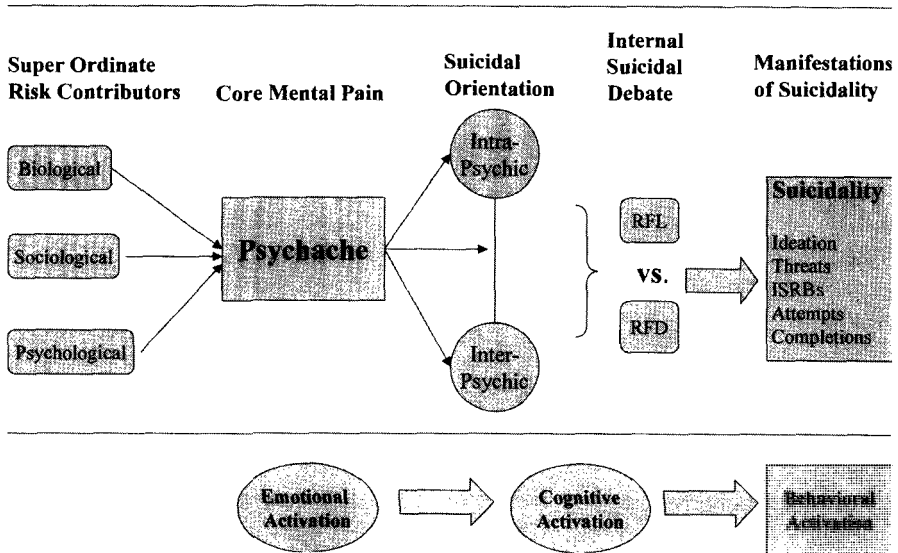 Super Ordinate
Risk Contributors
Core Mental Pain
Suicidal
Orientation
Internal
Suicidal
Debate
Manifestations
of Suicidality
Biological
Sociological
Psychological
Psychache
Intra-
Psychic
Inter-
Psychic
RFL
vs.
RFD
Suicidality
Ideation
Threats
ISRBs
Attempts
Completions
Emotional
Activation
Cognitive
Activation
Behavioral
Activation